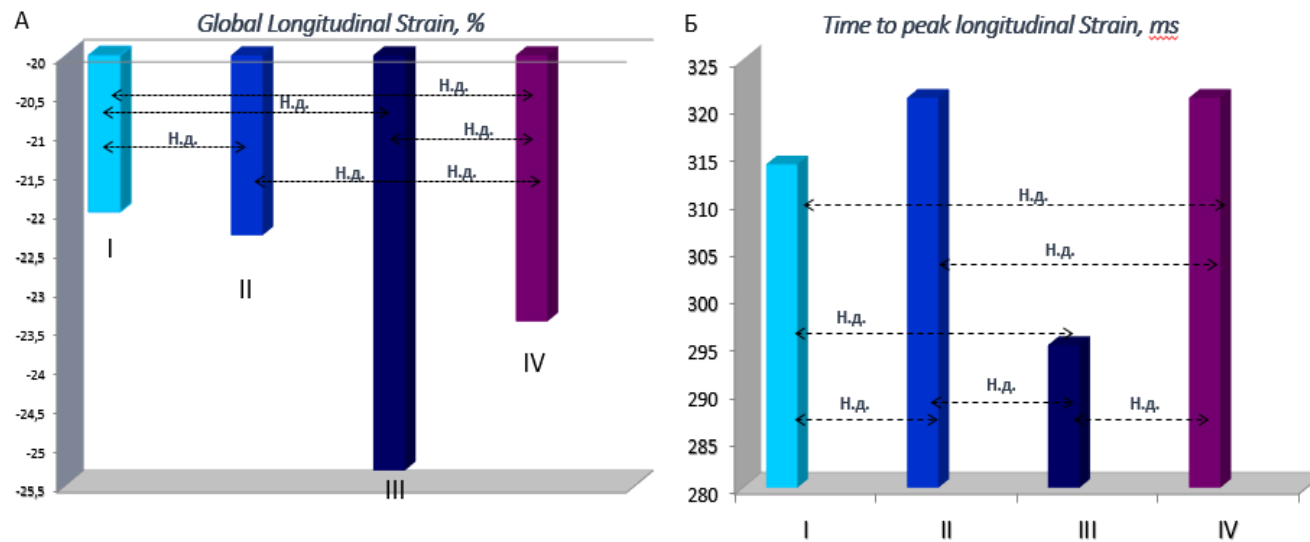 А
Global Longitudinal Strain, %
-20
-20,5
-21
-21,5
-22
-22,5
-23
-23,5
-24
-24,5
-25
-25,5
Н.д.
Н.д.
Н.д.
Н.д.
Н.д.
Н.д.
I
II
III
IV
Б
Time to peak longitudinal Strain, ms
325
320
315
310
305
300
295
290
285
280
Н.д.
Н.д.
Н.д.
Н.д.
Н.д.
Н.д.
I
II
III
IV